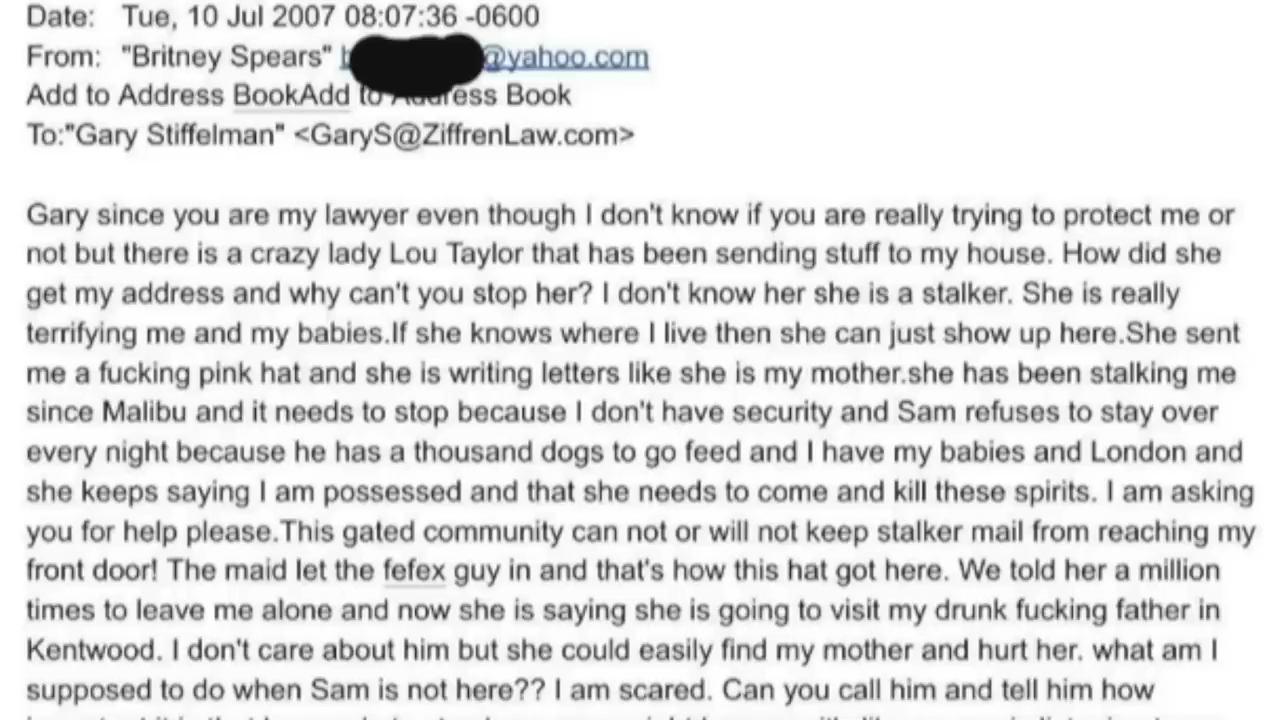 Date: Tue, 10 Jul 2007 08:07:36 -0600
From: "Britney Spears" @yahoo.com
Add to Address BookAdd to Address Book
To:"Gary Stiffelman" <GaryS@ZiffrenLaw.com>
Gary since you are my lawyer even though I don't know if you are really trying to protect me or
not but there is a crazy lady Lou Taylor that has been sending stuff to my house. How did she
get my address and why can't you stop her? I don't know her she is a stalker. She is really
terrifying me and my babies.If she knows where I live then she can just show up here.She sent
me a fucking pink hat and she is writing letters like she is my mother.she has been stalking me
since Malibu and it needs to stop because I don't have security and Sam refuses to stay over
every night because he has a thousand dogs to go feed and I have my babies and London and
she keeps saying I am possessed and that she needs to come and kill these spirits. I am asking
you for help please.This gated community can not or will not keep stalker mail from reaching my
front door! The maid let the fefex guy in and that's how this hat got here. We told her a million
times to leave me alone and now she is saying she is going to visit my drunk fucking father in
Kentwood. I don't care about him but she could easily find my mother and hurt her. what am I
supposed to do when Sam is not here?? I am scared. Can you call him and tell him how